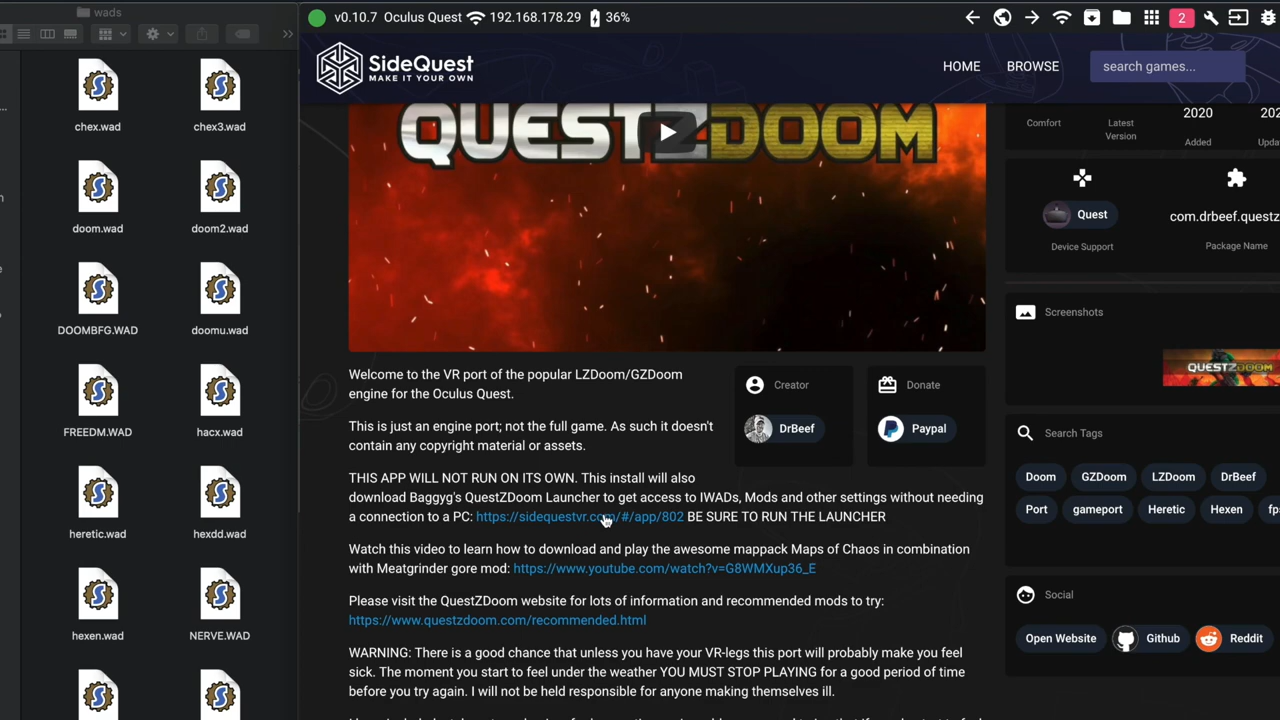 wads
chex.wad
chex3.wad
doom.wad
doom2.wad
DOOMBFG.WAD
doomu.wad
FREEDM.WAD
hacx.wad
heretic.wad
hexdd.wad
hexen.wad
NERVE.WAD
v0.10.7 Oculus Quest 192.168.178.29 36%
2
SideQuest
MAKE IT YOUR OWN
HOME
BROWSE
search games...
QUESTZDOOM
Welcome to the VR port of the popular LZDoom/GZDoom
engine for the Oculus Quest.
This is just an engine port; not the full game. As such it doesn't
contain any copyright material or assets.
THIS APP WILL NOT RUN ON ITS OWN. This install will also
download Baggyg's QuestZDoom Launcher to get access to IWADs, Mods and other settings without needing
a connection to a PC: https://sidequestvr.com/#/app/802 BE SURE TO RUN THE LAUNCHER
Watch this video to learn how to download and play the awesome mappack Maps of Chaos in combination
with Meatgrinder gore mod: https://www.youtube.com/watch?v=G8WMXup36_E
Please visit the QuestZDoom website for lots of information and recommended mods to try:
https://www.questzdoom.com/recommended.html
WARNING: There is a good chance that unless you have your VR-legs this port will probably make you feel
sick. The moment you start to feel under the weather YOU MUST STOP PLAYING for a good period of time
before you try again. I will not be held responsible for anyone making themselves ill.
Creator
DrBeef
Donate
Paypal
Comfort
Latest
Version
2020
Added
202
Upda
Quest
Device Support
com.drbeef.questz
Package Name
Screenshots
QUESTZDOOM
Search Tags
Doom
GZDoom
LZDoom
DrBeef
Port
gameport
Heretic
Hexen
fp
Social
Open Website
Github
Reddit